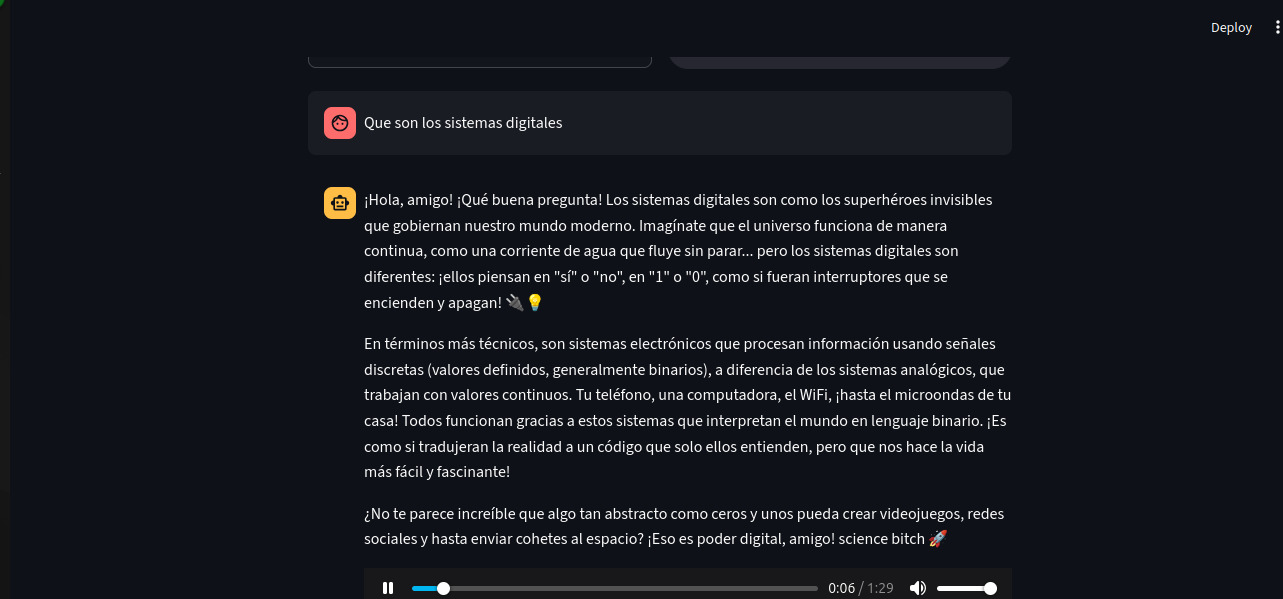 Deploy
Que son los sistemas digitales
¡Hola, amigo! ¡Qué buena pregunta! Los sistemas digitales son como los superhéroes invisibles
que gobiernan nuestro mundo moderno. Imagínate que el universo funciona de manera
continua, como una corriente de agua que fluye sin parar... pero los sistemas digitales son
diferentes: ¡ellos piensan en "sí" o "no", en "1" o "0", como si fueran interruptores que se
encienden y apagan! 🔌💡
En términos más técnicos, son sistemas electrónicos que procesan información usando señales
discretas (valores definidos, generalmente binarios), a diferencia de los sistemas analógicos, que
trabajan con valores continuos. Tu teléfono, una computadora, el WiFi, ¡hasta el microondas de tu
casa! Todos funcionan gracias a estos sistemas que interpretan el mundo en lenguaje binario. ¡Es
como si tradujeran la realidad a un código que solo ellos entienden, pero que nos hace la vida
más fácil y fascinante!
¿No te parece increíble que algo tan abstracto como ceros y unos pueda crear videojuegos, redes
sociales y hasta enviar cohetes al espacio? ¡Eso es poder digital, amigo! science bitch 🚀
0:06 / 1:29